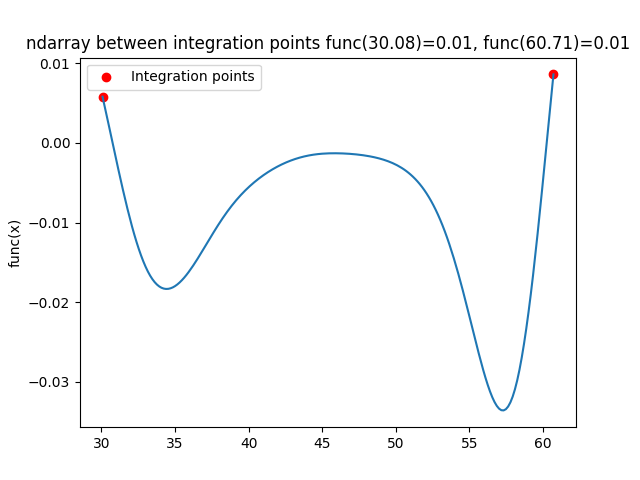 ndarray between integration points func(30.08)=0.01, func(60.71)=0.01
Integration points
func(x)
0.01
0.00
−0.01
−0.02
−0.03
30 35 40 45 50 55 60